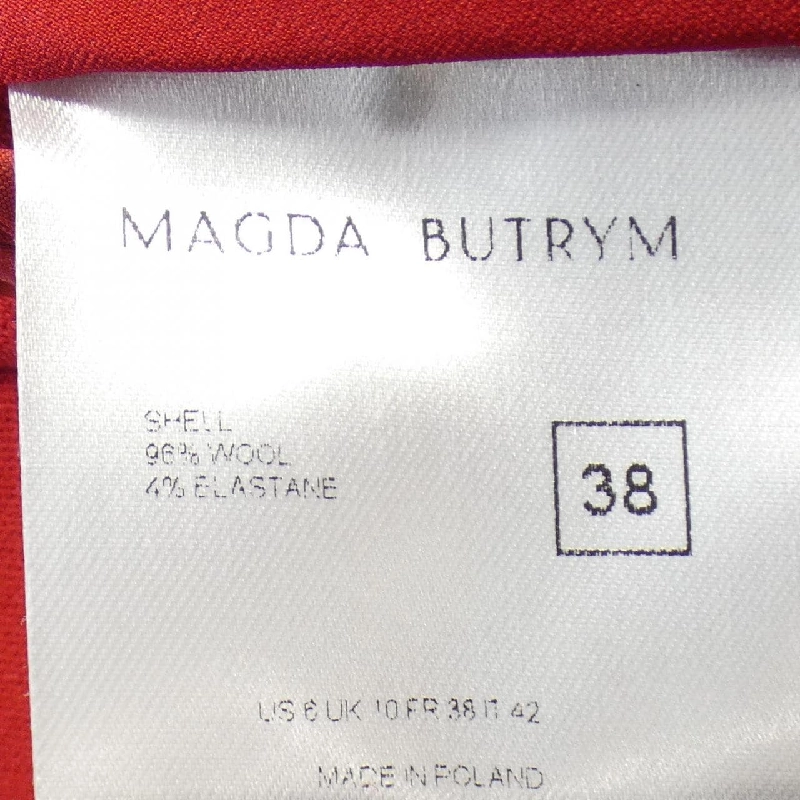 MAGDA BUTRYM
SHELL
96% WOOL
4% ELASTANE
38
US 6 UK 10 FR 38 IT 42
MADE IN POLAND